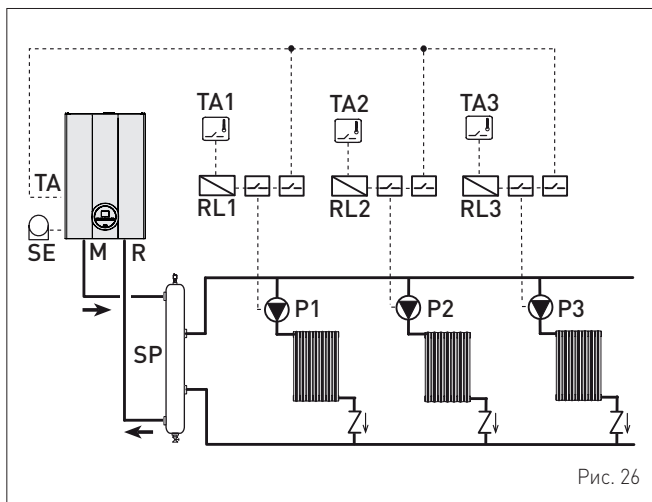 TA1 TA2 TA3
TA
RL1 RL2 RL3
SE M R
P1 P2 P3
SP
Рис. 26